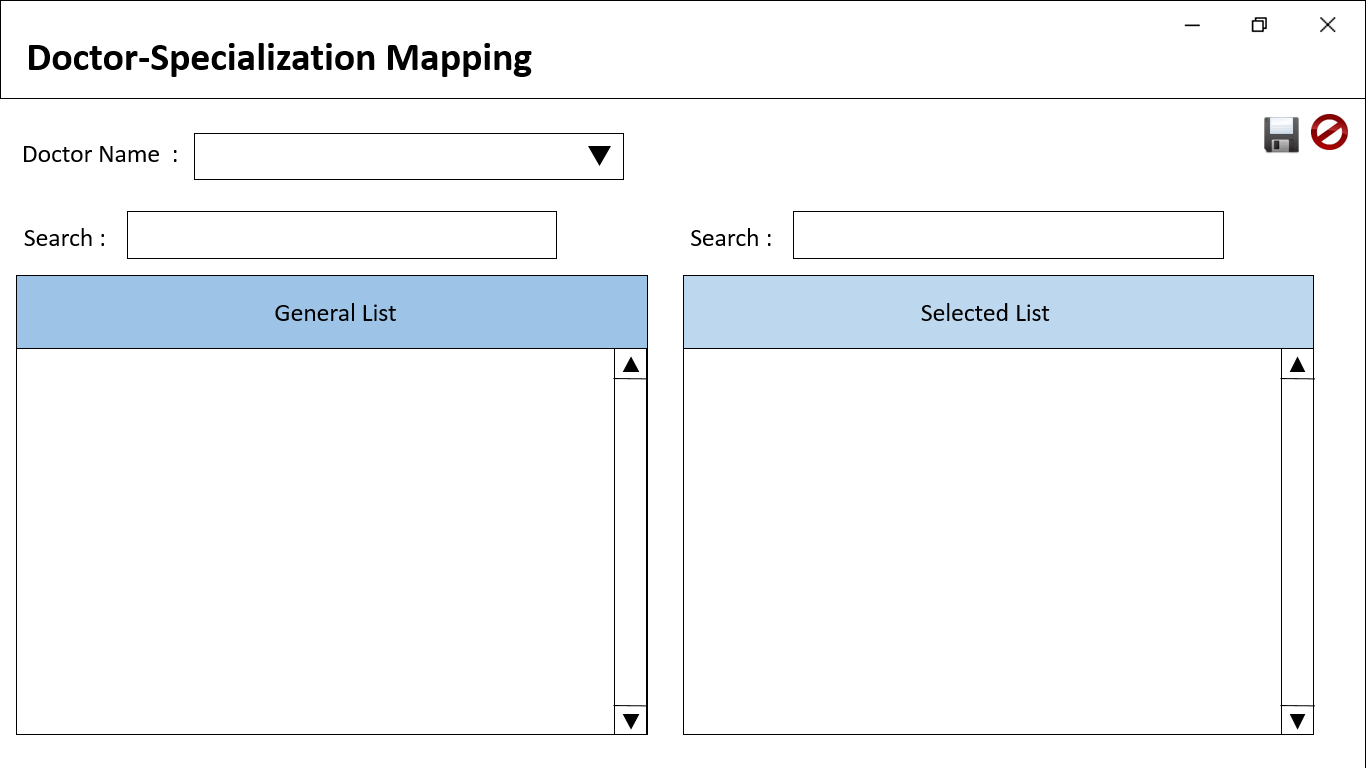 Doctor-Specialization Mapping
Doctor Name :
Search :
Search :
General List
Selected List